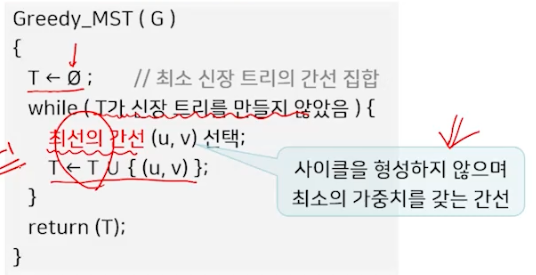 Greedy_MST ( G )
{
T ← Ø ; // 최소 신장 트리의 간선 집합
while ( T가 신장 트리를 만들지 않았음 ) {
최선의 간선 (u, v) 선택;
T ← T ∪ { (u, v) };
사이클을 형성하지 않으며
최소의 가중치를 갖는 간선
}
return (T);
}